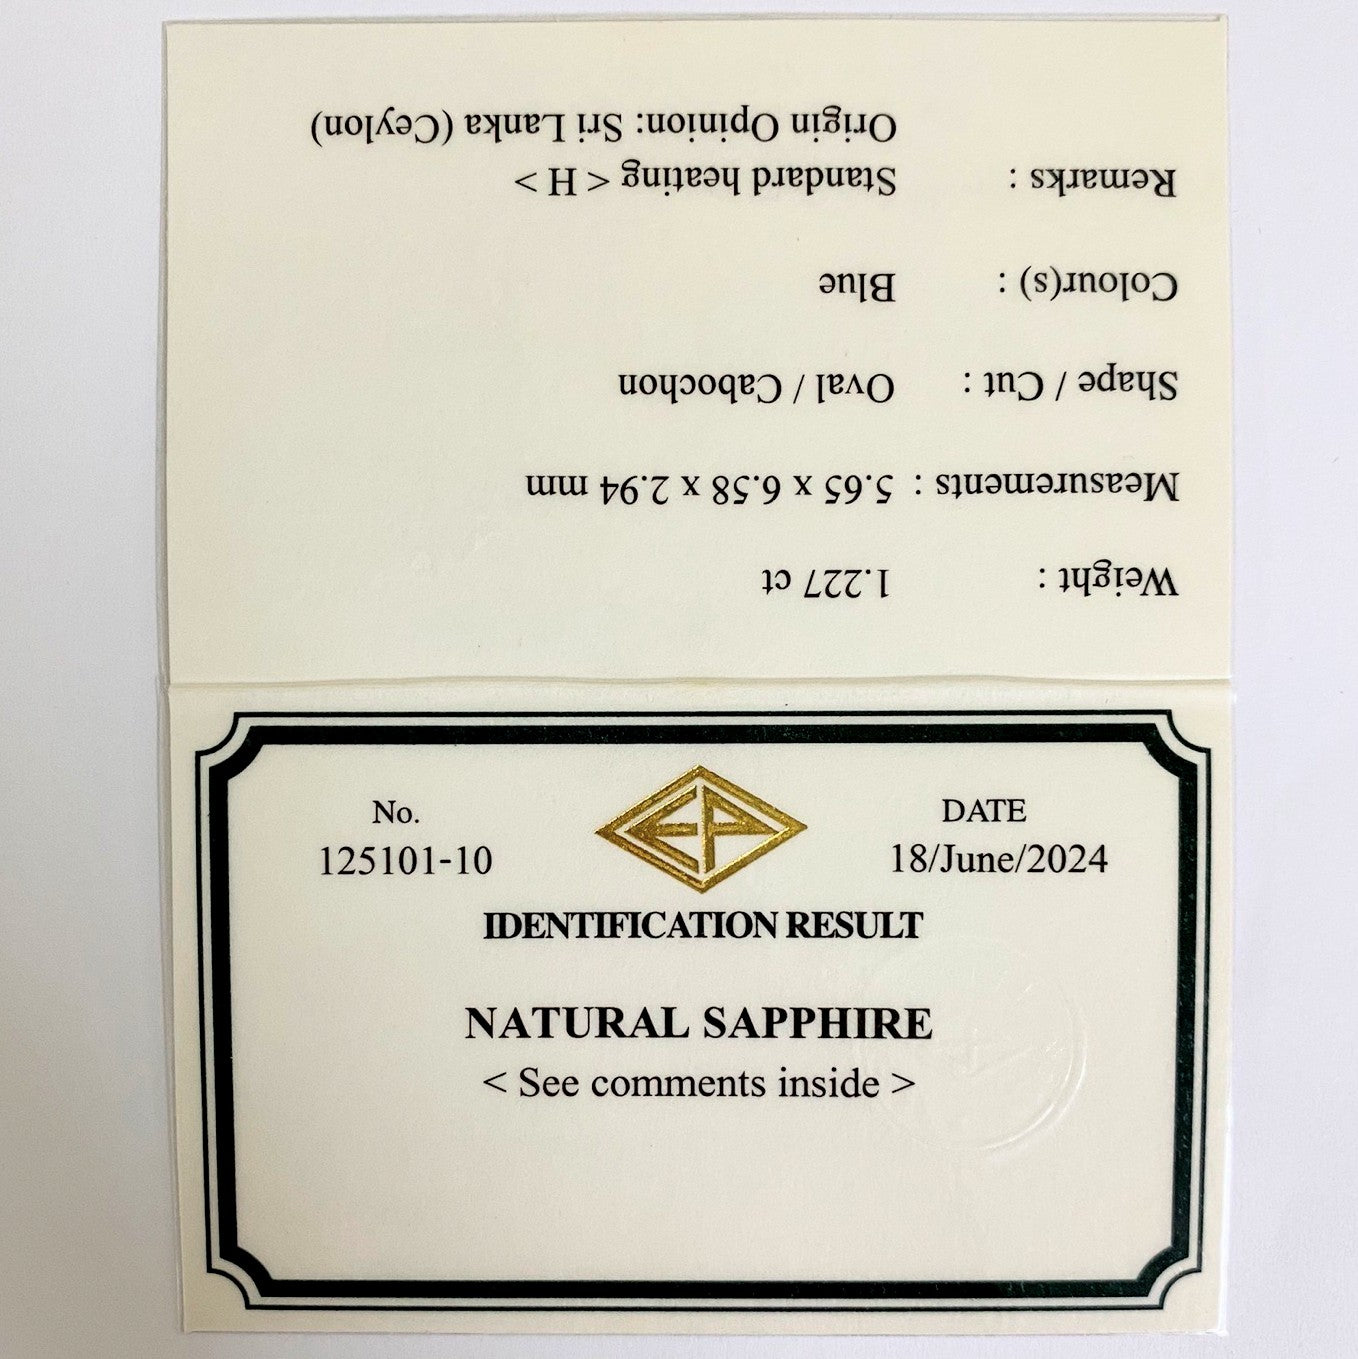 Weight : 1.227 ct
Measurements : 5.65 x 6.58 x 2.94 mm
Shape / Cut : Oval / Cabochon
Colour(s) : Blue
Remarks : Standard heating < H >
Origin Opinion: Sri Lanka (Ceylon)
EP
No. DATE
125101-10 18/June/2024
IDENTIFICATION RESULT
NATURAL SAPPHIRE
< See comments inside >